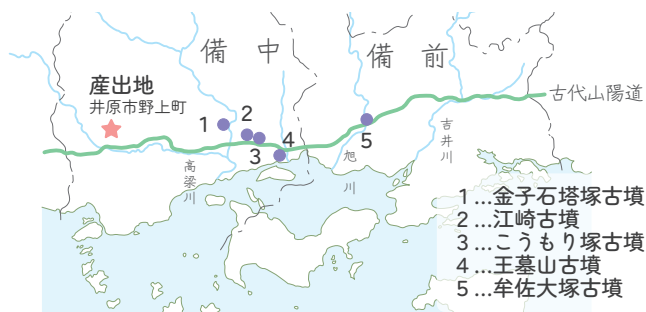 備中
備前
産出地
井原市野上町
古代山陽道
1
2
3
4
5
高梁川
旭川
吉井川
1…金子石塔塚古墳
2…江崎古墳
3…こうもり塚古墳
4…王墓山古墳
5…牟佐大塚古墳